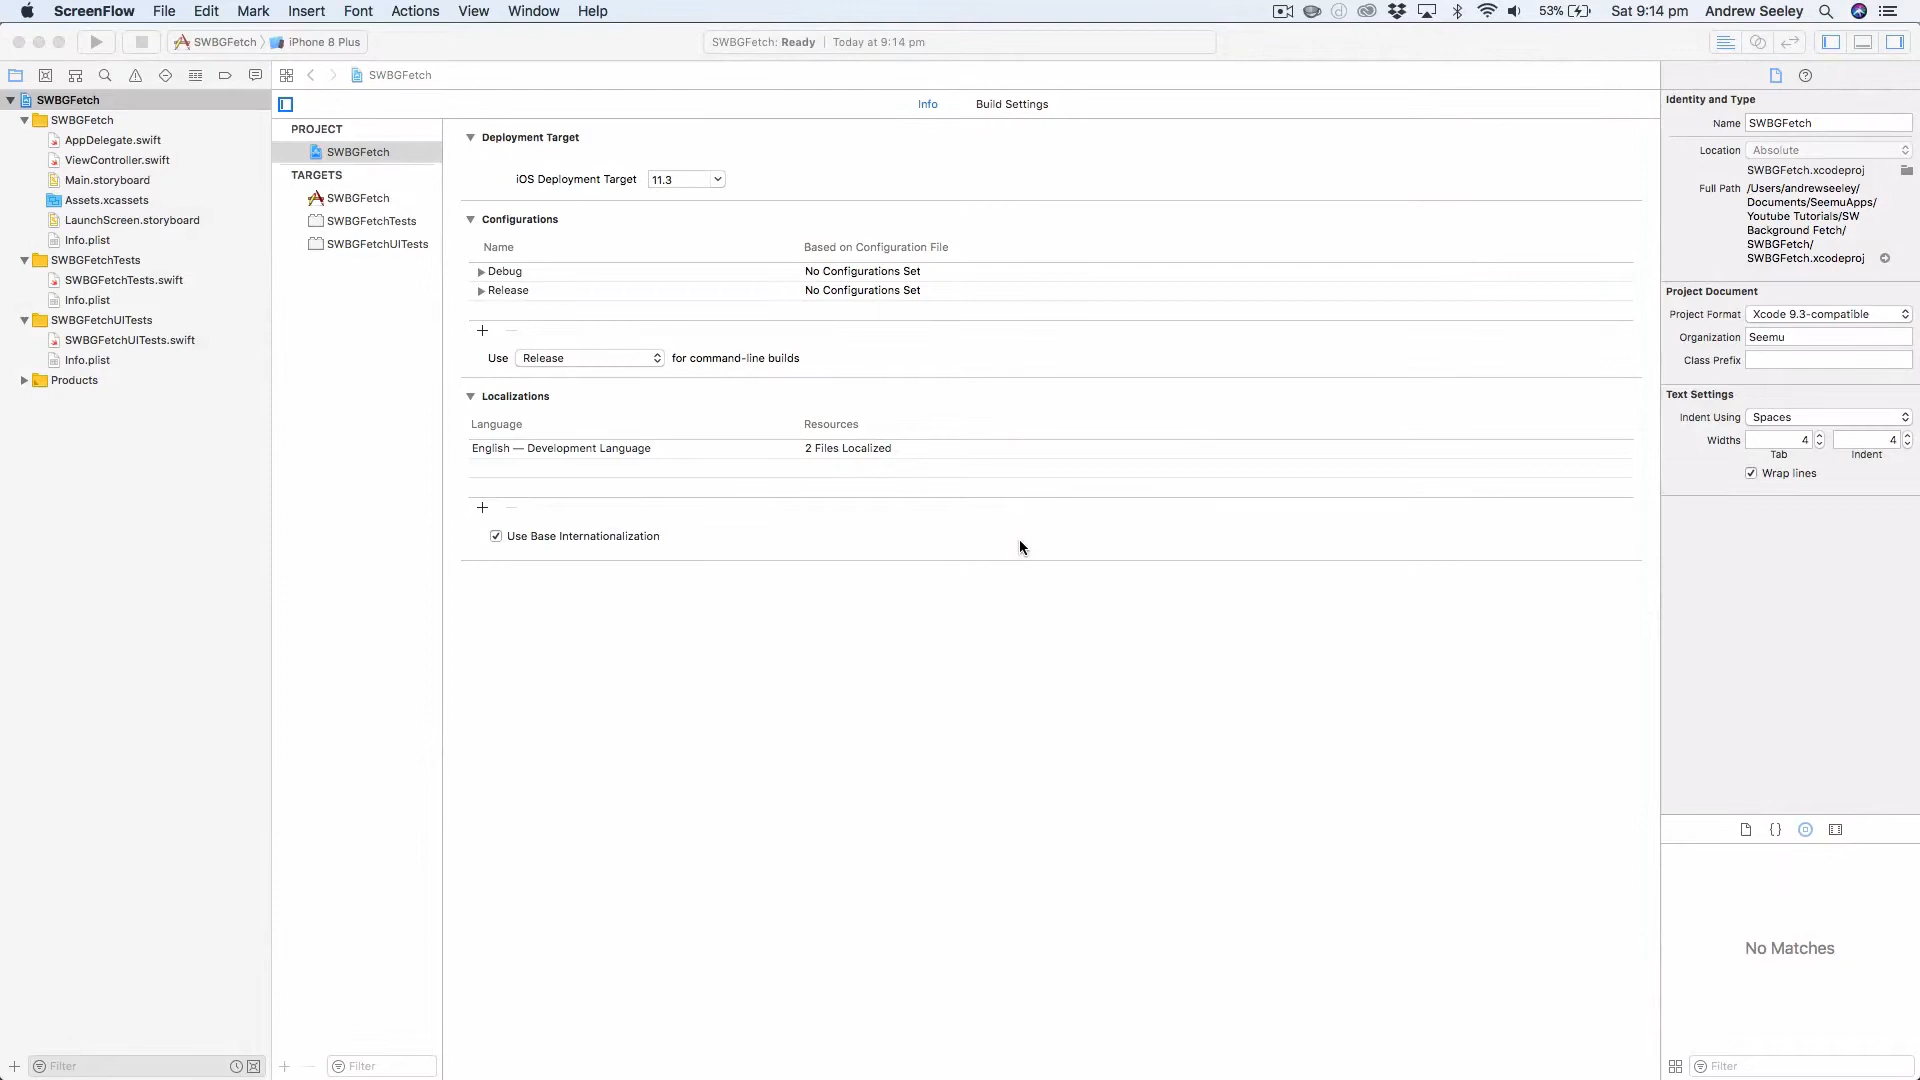 ScreenFlow File Edit Mark Insert Font Actions View Window Help 53% Sat 9:14 pm Andrew Seeley
SWBGFetch iPhone 8 Plus SWBGFetch: Ready Today at 9:14 pm
SWBGFetch
SWBGFetch
SWBGFetch
AppDelegate.swift
ViewController.swift
Main.storyboard
Assets.xcassets
LaunchScreen.storyboard
Info.plist
SWBGFetchTests
SWBGFetchTests.swift
Info.plist
SWBGFetchUITests
SWBGFetchUITests.swift
Info.plist
Products
Filter
PROJECT
SWBGFetch
TARGETS
SWBGFetch
SWBGFetchTests
SWBGFetchUITests
Filter
Info Build Settings
Deployment Target
iOS Deployment Target 11.3
Configurations
Name Based on Configuration File
Debug No Configurations Set
Release No Configurations Set
Use Release for command-line builds
Localizations
Language Resources
English — Development Language 2 Files Localized
Use Base Internationalization
Identity and Type
Name SWBGFetch
Location Absolute
SWBGFetch.xcodeproj
Full Path /Users/andrewseeley/
Documents/SeemuApps/
Youtube Tutorials/SW
Background Fetch/
SWBGFetch/
SWBGFetch.xcodeproj
Project Document
Project Format Xcode 9.3-compatible
Organization Seemu
Class Prefix
Text Settings
Indent Using Spaces
Widths 4 4
Tab Indent
Wrap lines
No Matches
Filter